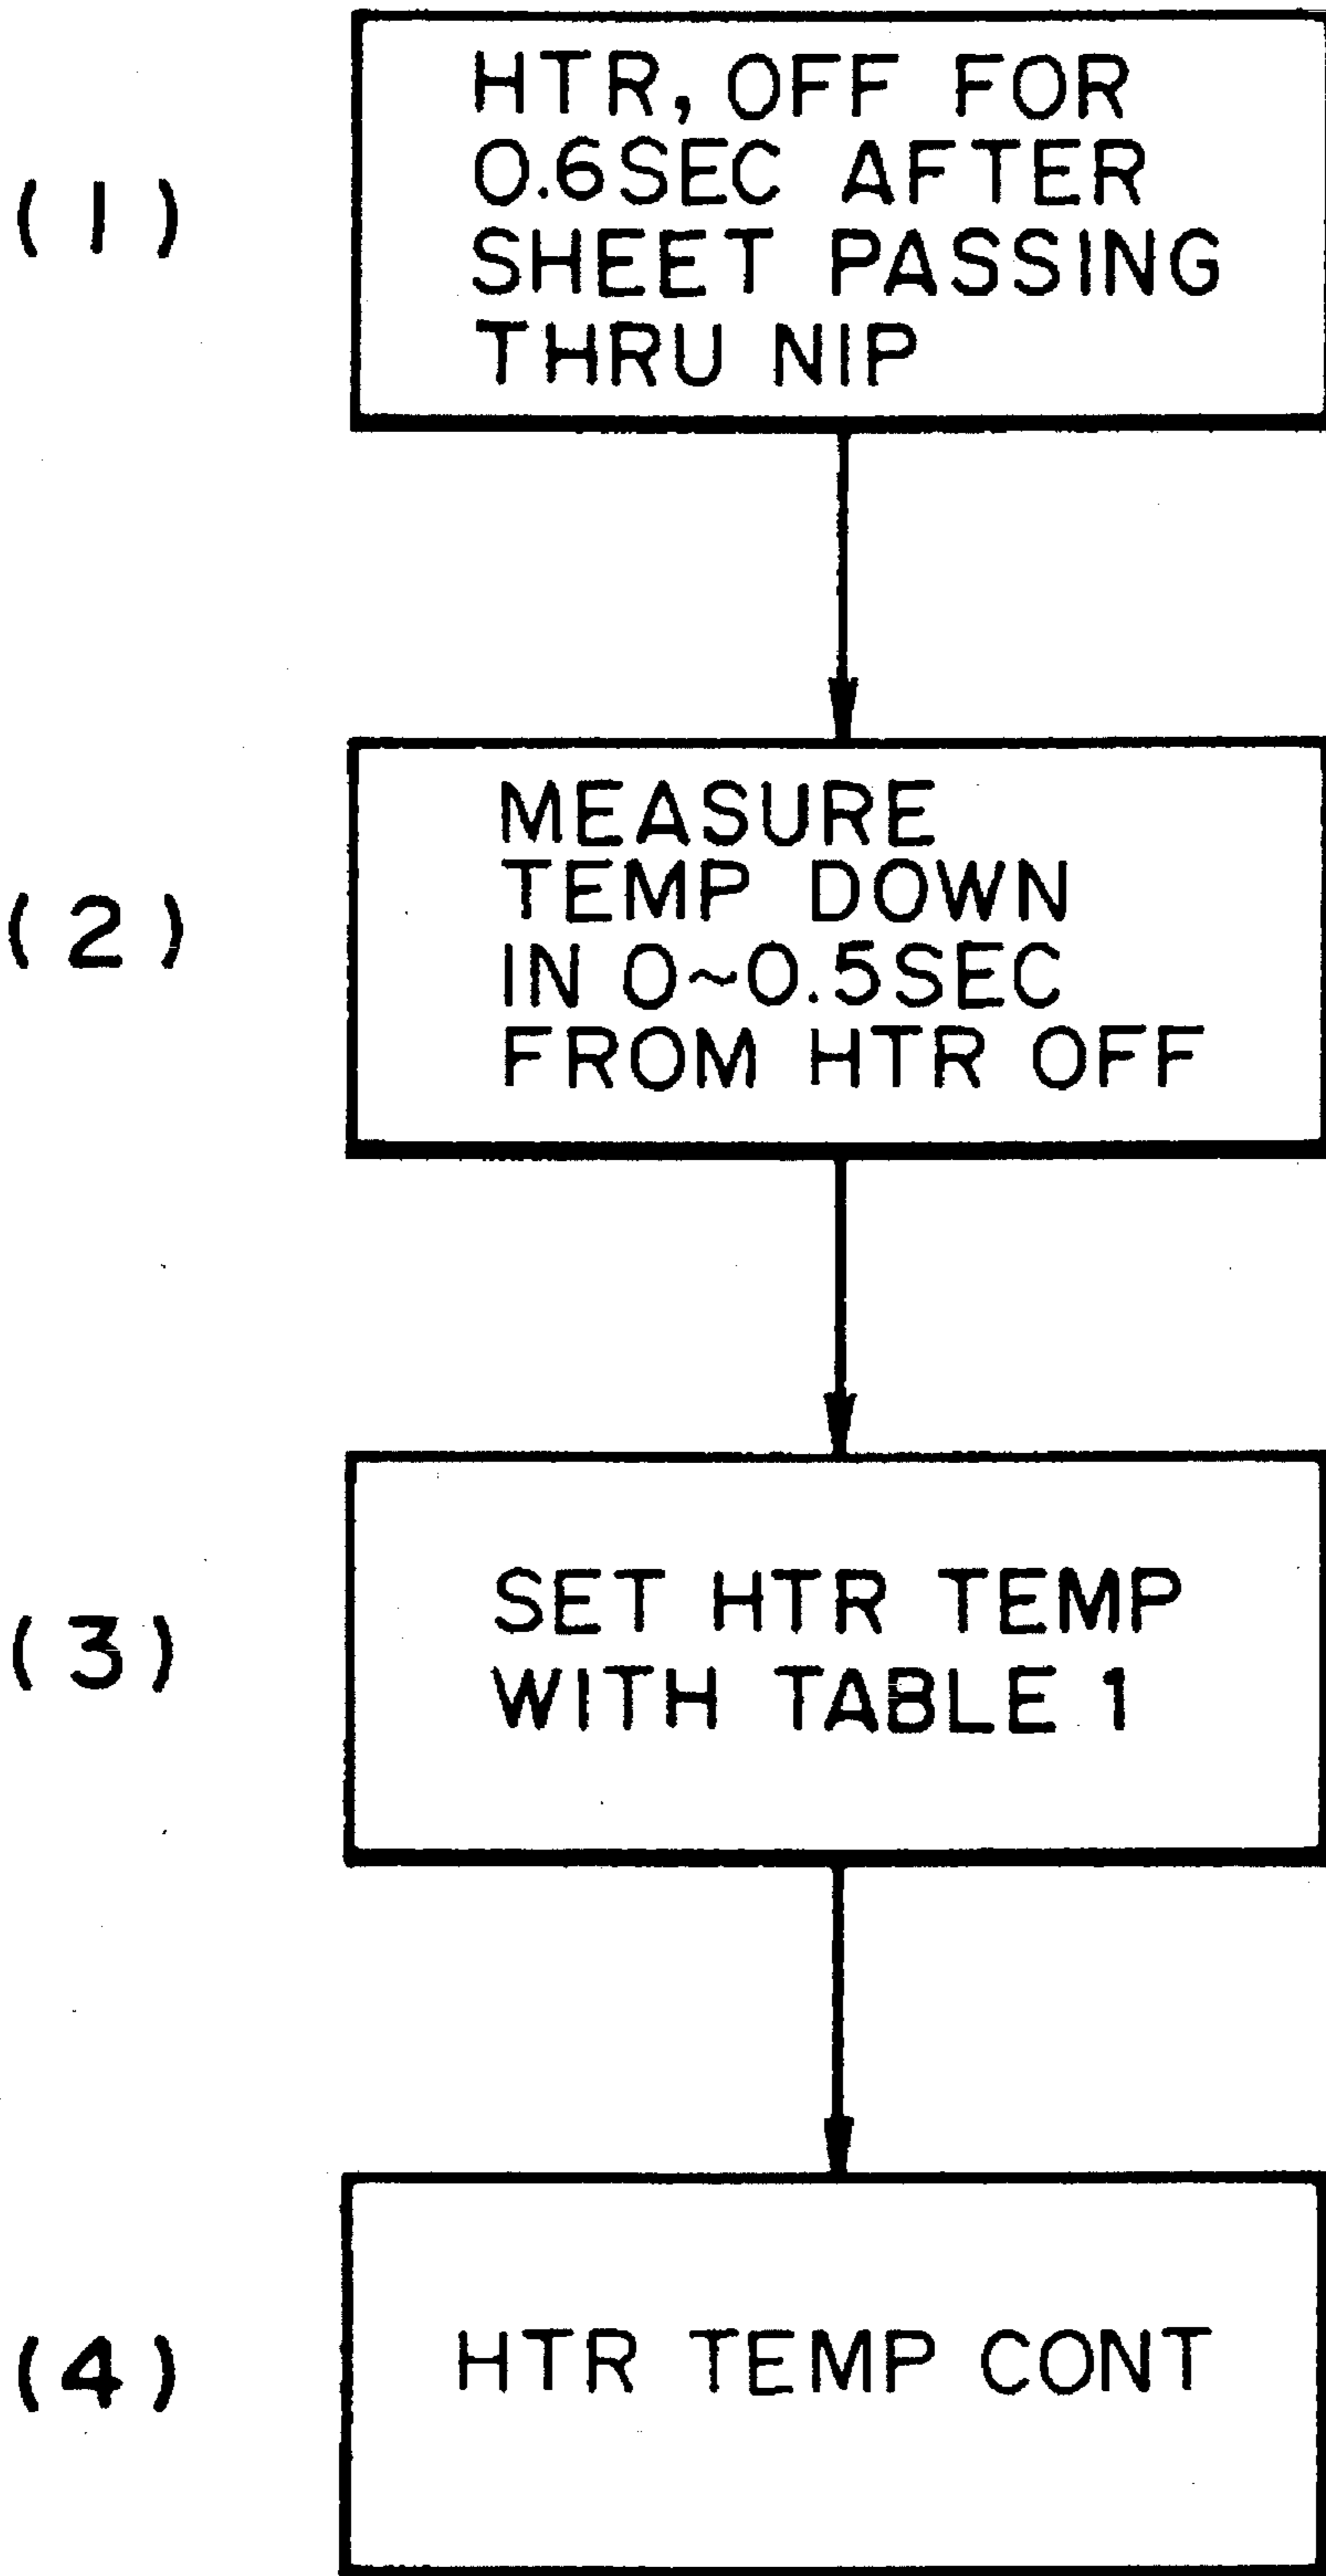 (1)
HTR, OFF FOR
0.6SEC AFTER
SHEET PASSING
THRU NIP
(2)
MEASURE
TEMP DOWN
IN 0~0.5SEC
FROM HTR OFF
(3)
SET HTR TEMP
WITH TABLE 1
(4)
HTR TEMP CONT